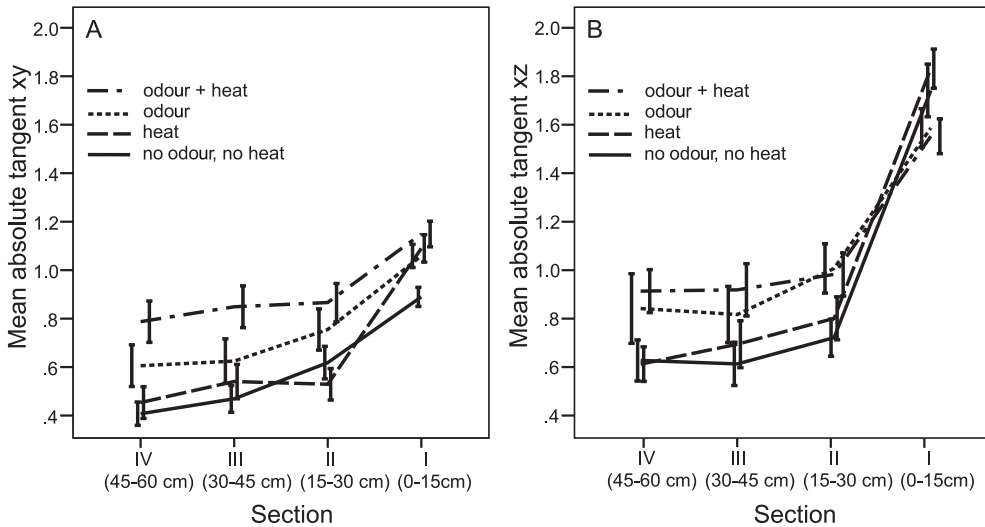 A
Mean absolute tangent xy
2.0
1.8
1.6
1.4
1.2
1.0
.8
.6
.4
odour + heat
odour
heat
no odour, no heat
IV III II I
(45-60 cm) (30-45 cm) (15-30 cm) (0-15cm)
Section
B
Mean absolute tangent xz
2.0
1.8
1.6
1.4
1.2
1.0
.8
.6
.4
odour + heat
odour
heat
no odour, no heat
IV III II I
(45-60 cm) (30-45 cm) (15-30 cm) (0-15cm)
Section